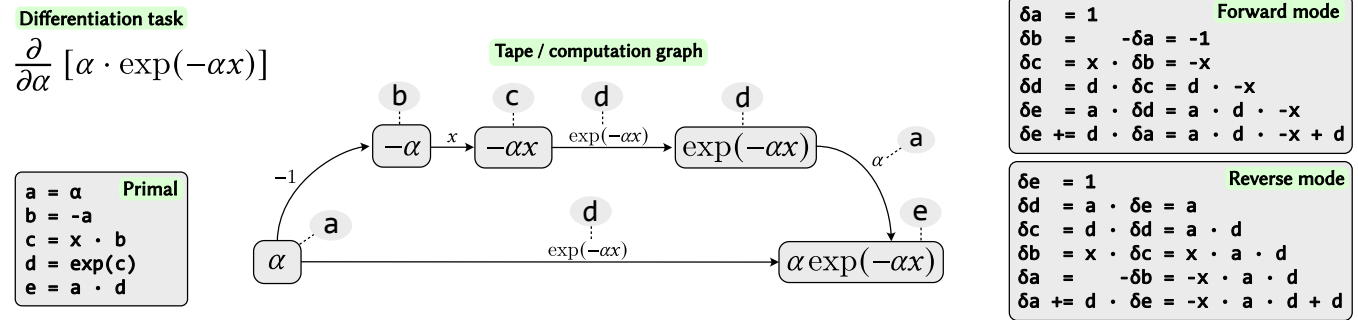 Differentiation task
∂/∂α [α · exp(−αx)]
Primal
a = α
b = -a
c = x · b
d = exp(c)
e = a · d
Tape / computation graph
b
c
d
d
−α
x
−αx
exp(−αx)
exp(−αx)
α
a
−1
a
d
e
α
exp(−αx)
α exp(−αx)
Forward mode
δa = 1
δb = -δa = -1
δc = x · δb = -x
δd = d · δc = d · -x
δe = a · δd = a · d · -x
δe += d · δa = a · d · -x + d
Reverse mode
δe = 1
δd = a · δe = a
δc = d · δd = a · d
δb = x · δc = x · a · d
δa = -δb = -x · a · d
δa += d · δe = -x · a · d + d